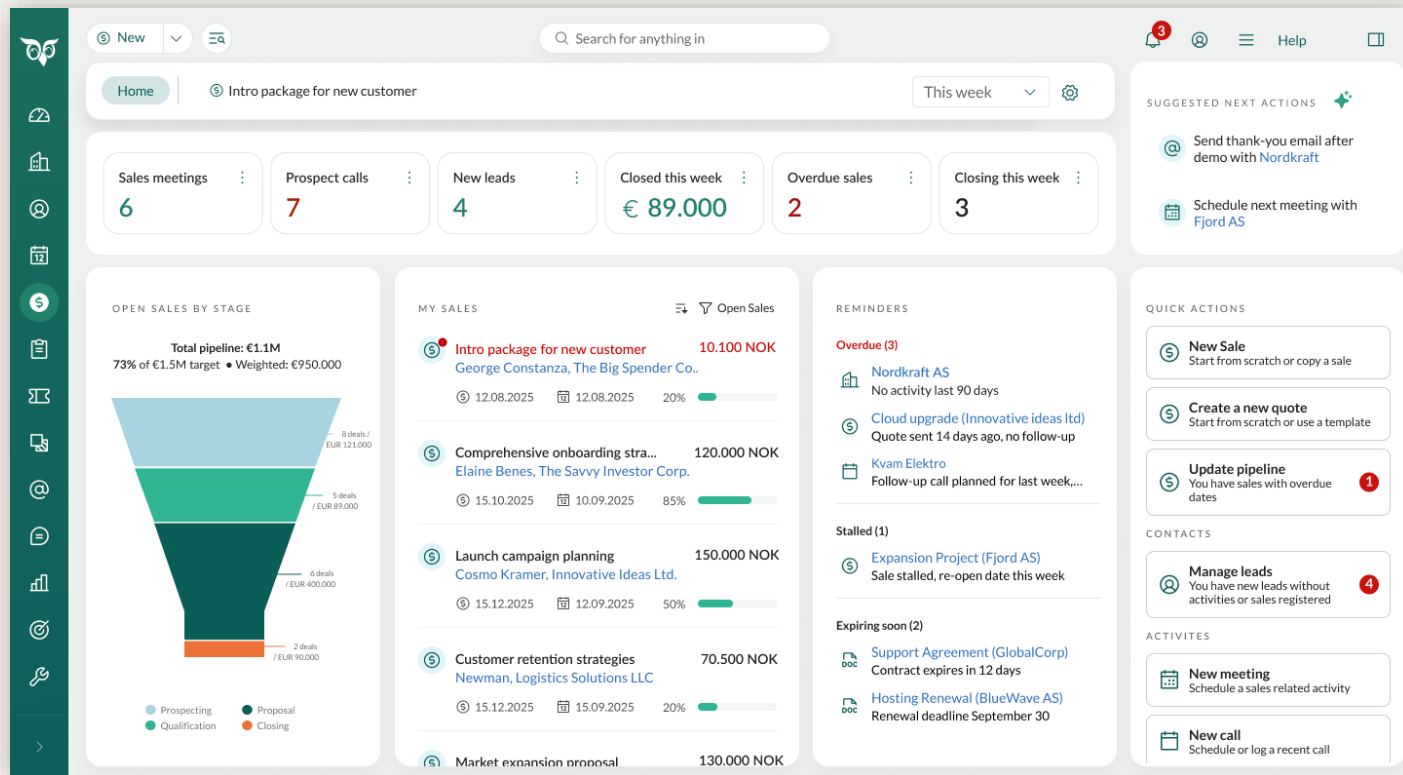 New
Search for anything in
3
Help
Home
Intro package for new customer
This week
SUGGESTED NEXT ACTIONS
Send thank-you email after
demo with Nordkraft
Schedule next meeting with
Fjord AS
12
Sales meetings
6
Prospect calls
7
New leads
4
Closed this week
€ 89.000
Overdue sales
2
Closing this week
3
OPEN SALES BY STAGE
Total pipeline: €1.1M
73% of €1.5M target • Weighted: €950.000
8 deals /
EUR 121.000
5 deals
/ EUR 89.000
6 deals
/ EUR 400.000
2 deals
/ EUR 90.000
Prospecting
Proposal
Qualification
Closing
MY SALES
Open Sales
Intro package for new customer
10.100 NOK
George Constanza, The Big Spender Co..
12.08.2025
12.08.2025
20%
Comprehensive onboarding stra...
120.000 NOK
Elaine Benes, The Savvy Investor Corp.
15.10.2025
10.09.2025
85%
Launch campaign planning
150.000 NOK
Cosmo Kramer, Innovative Ideas Ltd.
15.12.2025
12.09.2025
50%
Customer retention strategies
70.500 NOK
Newman, Logistics Solutions LLC
15.12.2025
15.09.2025
20%
Market expansion proposal
130.000 NOK
REMINDERS
Overdue (3)
Nordkraft AS
No activity last 90 days
Cloud upgrade (Innovative ideas ltd)
Quote sent 14 days ago, no follow-up
Kvam Elektro
Follow-up call planned for last week,...
Stalled (1)
Expansion Project (Fjord AS)
Sale stalled, re-open date this week
Expiring soon (2)
Support Agreement (GlobalCorp)
DOC
Contract expires in 12 days
Hosting Renewal (BlueWave AS)
DOC
Renewal deadline September 30
QUICK ACTIONS
New Sale
Start from scratch or copy a sale
Create a new quote
Start from scratch or use a template
Update pipeline
You have sales with overdue
dates
1
CONTACTS
Manage leads
You have new leads without
activities or sales registered
4
ACTIVITES
New meeting
Schedule a sales related activity
New call
Schedule or log a recent call